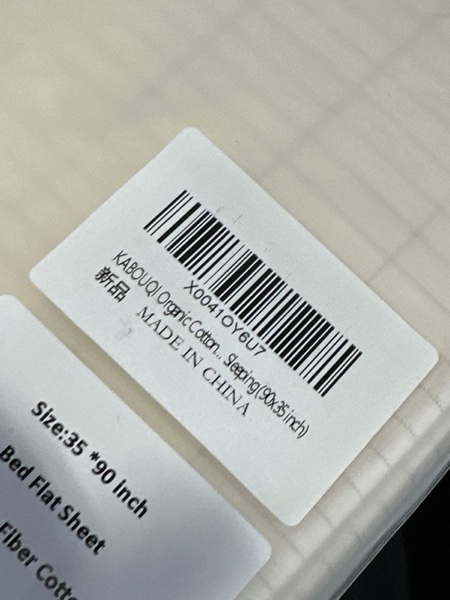 X0041OY6U7
KABOUQI Organic Cotton... Sleeping (90x35 inch)
新品
MADE IN CHINA
Size:35 *90 inch
Bed Flat Sheet
Fiber Cotto